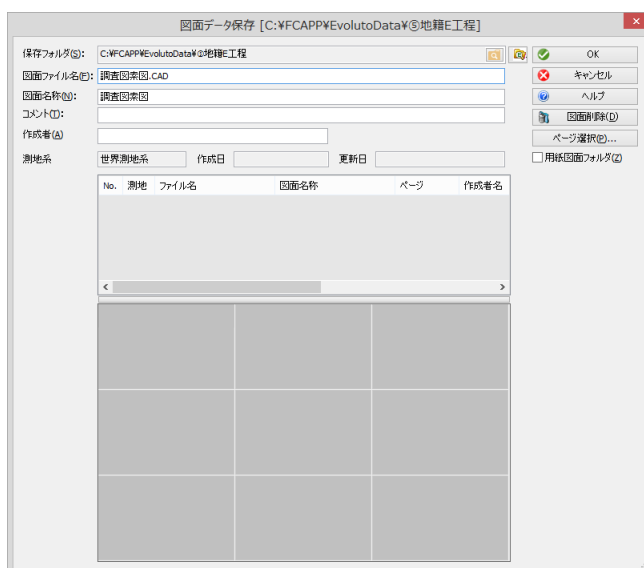 図面データ保存 [C:¥FCAPP¥EvolutoData¥⑤地籍E工程]
保存フォルダ(S): C:¥FCAPP¥EvolutoData¥⑤地籍E工程 OK
図面ファイル名(F): 調査図素図.CAD キャンセル
図面名称(N): 調査図素図 ヘルプ
コメント(T): 図面削除(D)
作成者(A) ページ選択(P)...
測地系 世界測地系 作成日 更新日 用紙図面フォルダ(Z)
No. 測地 ファイル名 図面名称 ページ 作成者名